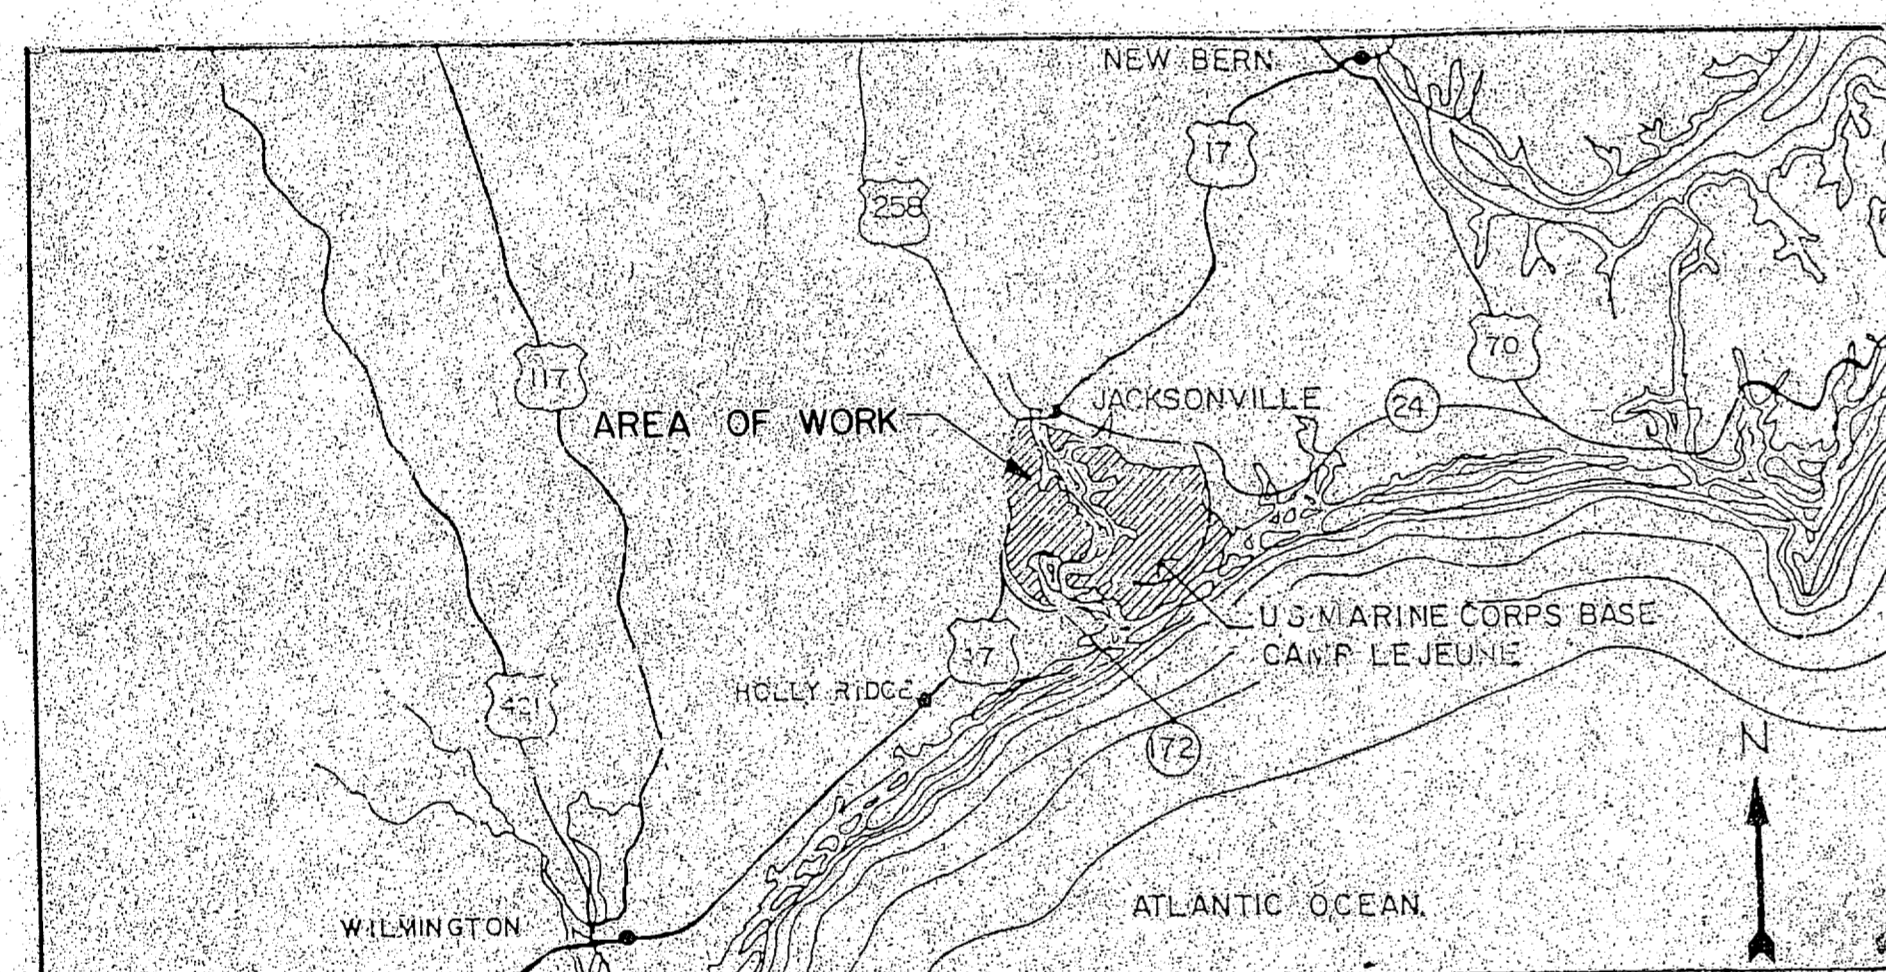 NEW BERN
17
258
70
117
JACKSONVILLE
24
AREA OF WORK
U.S. MARINE CORPS BASE
CAMP LEJEUNE
17
HOLLY RIDGE
421
172
N
ATLANTIC OCEAN
WILMINGTON